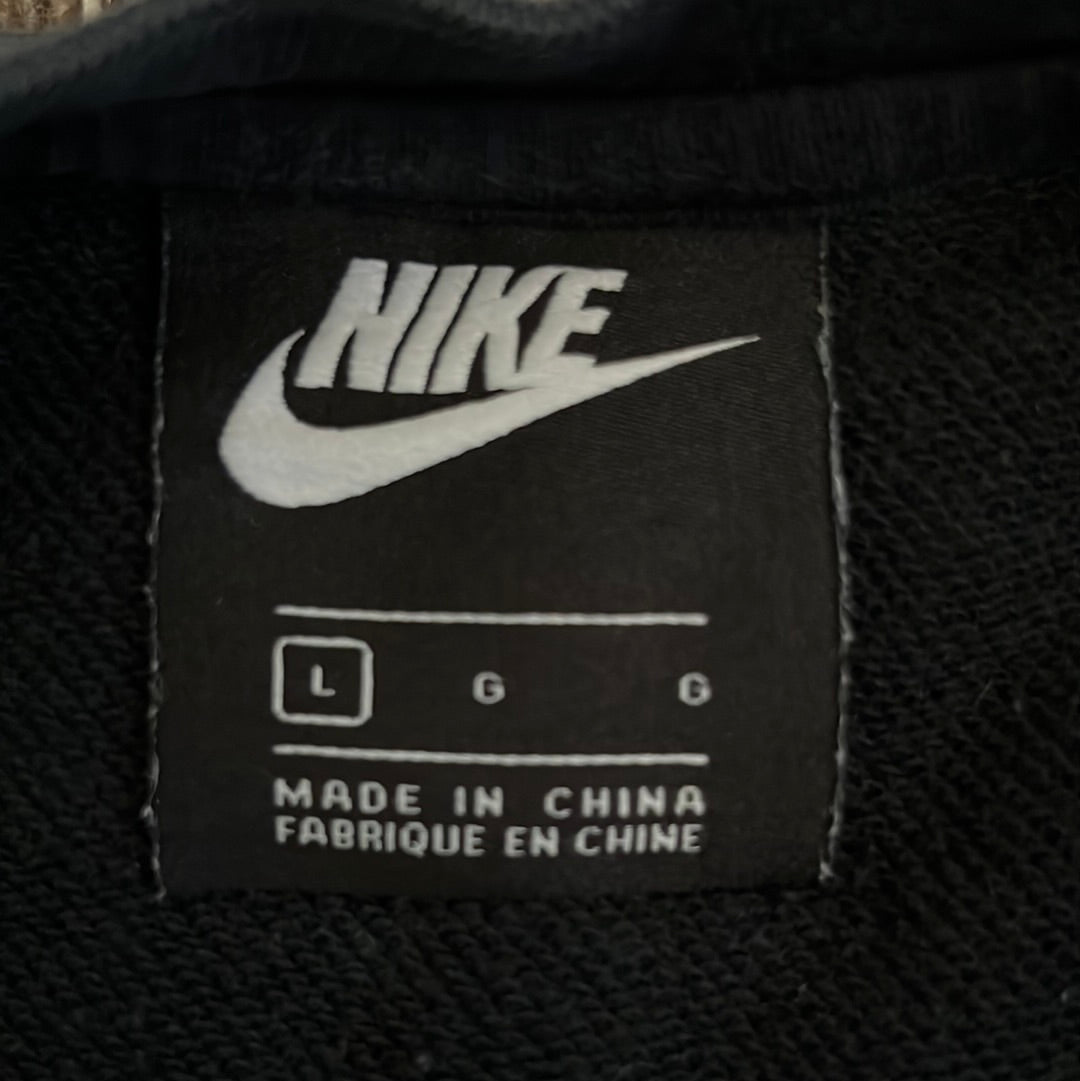 NIKE
L G G
MADE IN CHINA
FABRIQUE EN CHINE